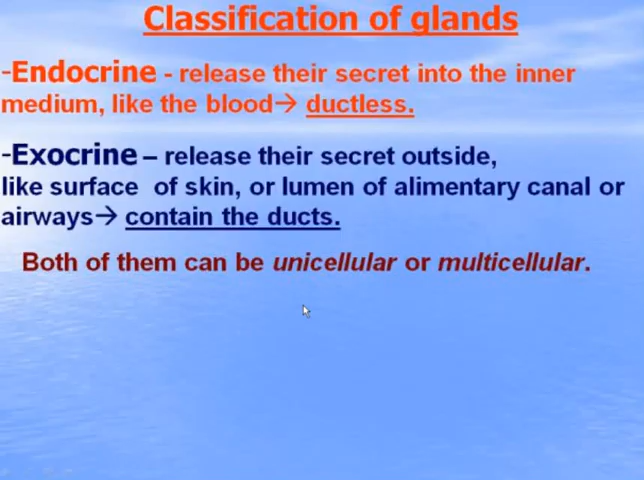 Classification of glands
-Endocrine - release their secret into the inner
medium, like the blood→ ductless.
-Exocrine – release their secret outside,
like surface of skin, or lumen of alimentary canal or
airways→ contain the ducts.
Both of them can be unicellular or multicellular.